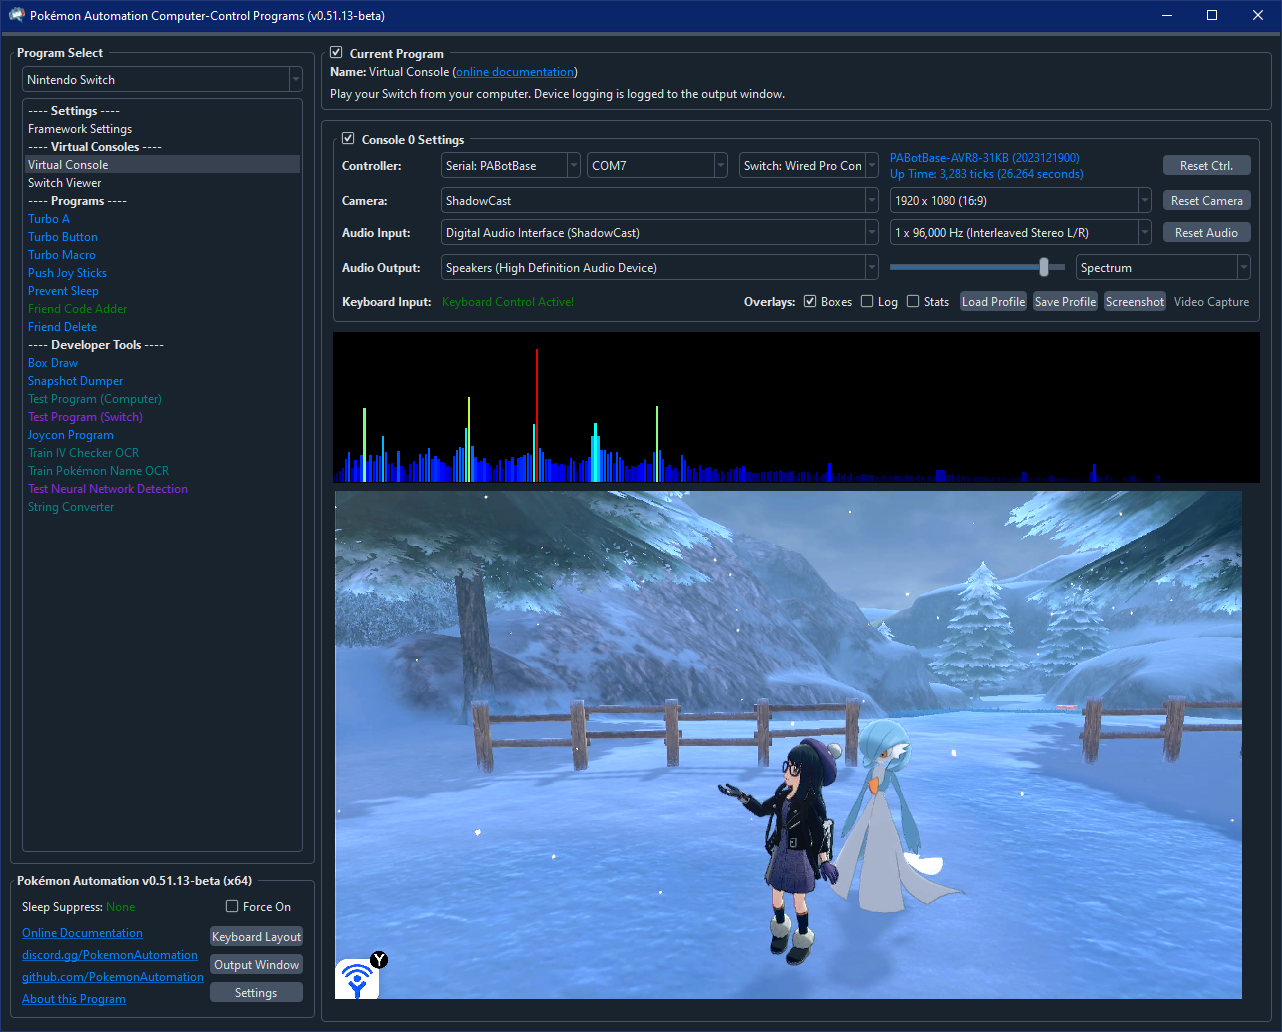 Pokémon Automation Computer-Control Programs (v0.51.13-beta)
Program Select
Nintendo Switch
---- Settings ----
Framework Settings
---- Virtual Consoles ----
Virtual Console
Switch Viewer
---- Programs ----
Turbo A
Turbo Button
Turbo Macro
Push Joy Sticks
Prevent Sleep
Friend Code Adder
Friend Delete
---- Developer Tools ----
Box Draw
Snapshot Dumper
Test Program (Computer)
Test Program (Switch)
Joycon Program
Train IV Checker OCR
Train Pokémon Name OCR
Test Neural Network Detection
String Converter
Pokémon Automation v0.51.13-beta (x64)
Sleep Suppress: None Force On
Online Documentation Keyboard Layout
discord.gg/PokemonAutomation
Output Window
github.com/PokemonAutomation
Settings
About this Program
Current Program
Name: Virtual Console (online documentation)
Play your Switch from your computer. Device logging is logged to the output window.
Console 0 Settings
Controller: Serial: PABotBase COM7 Switch: Wired Pro Con PABotBase-AVR8-31KB (2023121900) Reset Ctrl.
Up Time: 3,283 ticks (26.264 seconds)
Camera: ShadowCast 1920 x 1080 (16:9) Reset Camera
Audio Input: Digital Audio Interface (ShadowCast) 1 x 96,000 Hz (Interleaved Stereo L/R) Reset Audio
Audio Output: Speakers (High Definition Audio Device) Spectrum
Keyboard Input: Keyboard Control Active! Overlays: Boxes Log Stats Load Profile Save Profile Screenshot Video Capture
Y